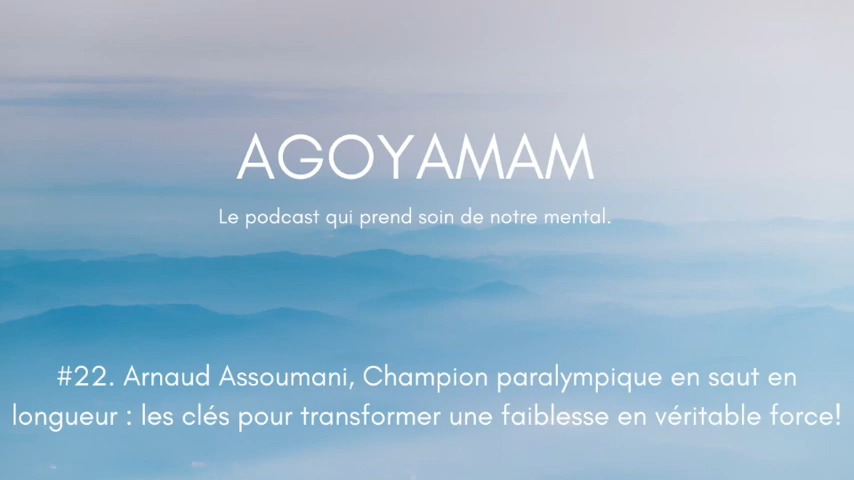 AGOYAMAM
Le podcast qui prend soin de notre mental.
#22. Arnaud Assoumani, Champion paralympique en saut en
longueur : les clés pour transformer une faiblesse en véritable force!